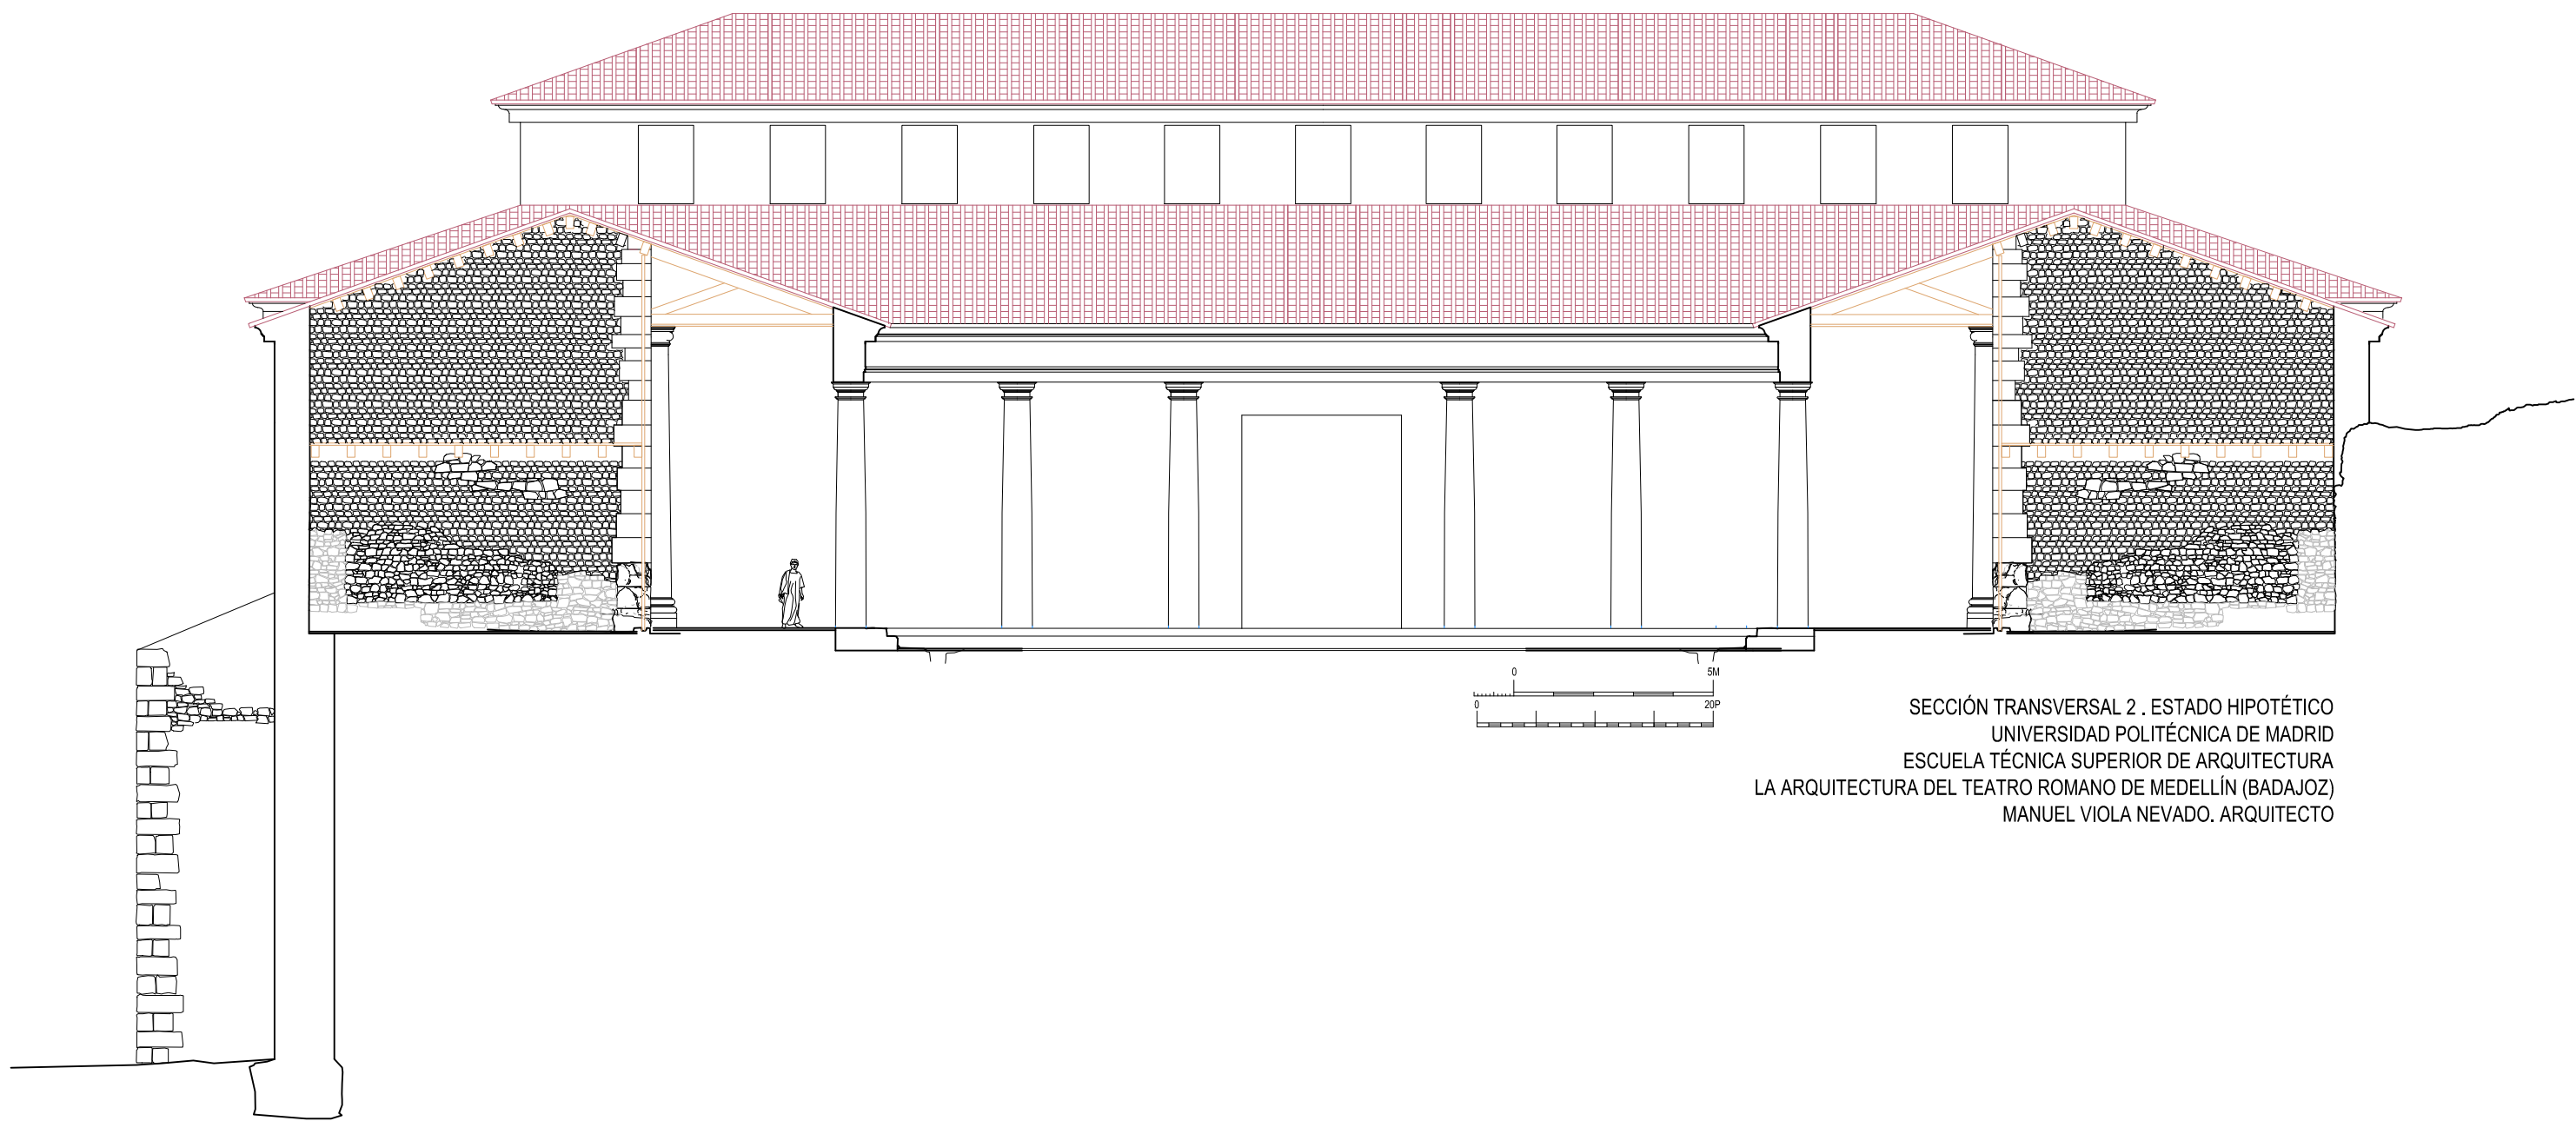 0 5M
0 20P
SECCIÓN TRANSVERSAL 2 . ESTADO HIPOTÉTICO
UNIVERSIDAD POLITÉCNICA DE MADRID
ESCUELA TÉCNICA SUPERIOR DE ARQUITECTURA
LA ARQUITECTURA DEL TEATRO ROMANO DE MEDELLÍN (BADAJOZ)
MANUEL VIOLA NEVADO. ARQUITECTO